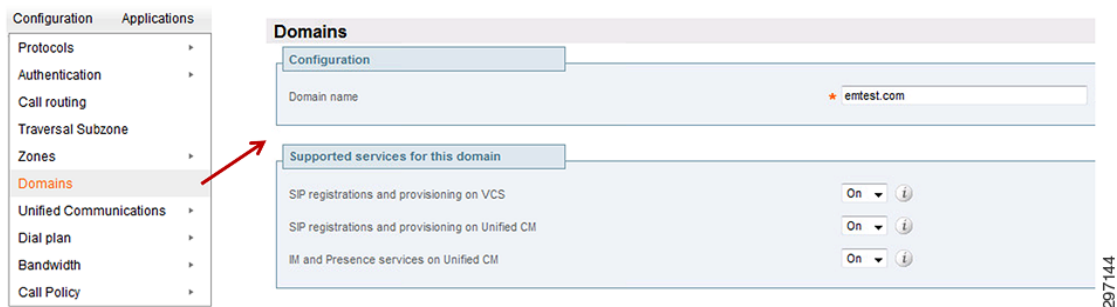 Configuration Applications
Protocols
Authentication
Call routing
Traversal Subzone
Zones
Domains
Unified Communications
Dial plan
Bandwidth
Call Policy
Domains
Configuration
Domain name * emtest.com
Supported services for this domain
SIP registrations and provisioning on VCS On i
SIP registrations and provisioning on Unified CM On i
IM and Presence services on Unified CM On i
297144